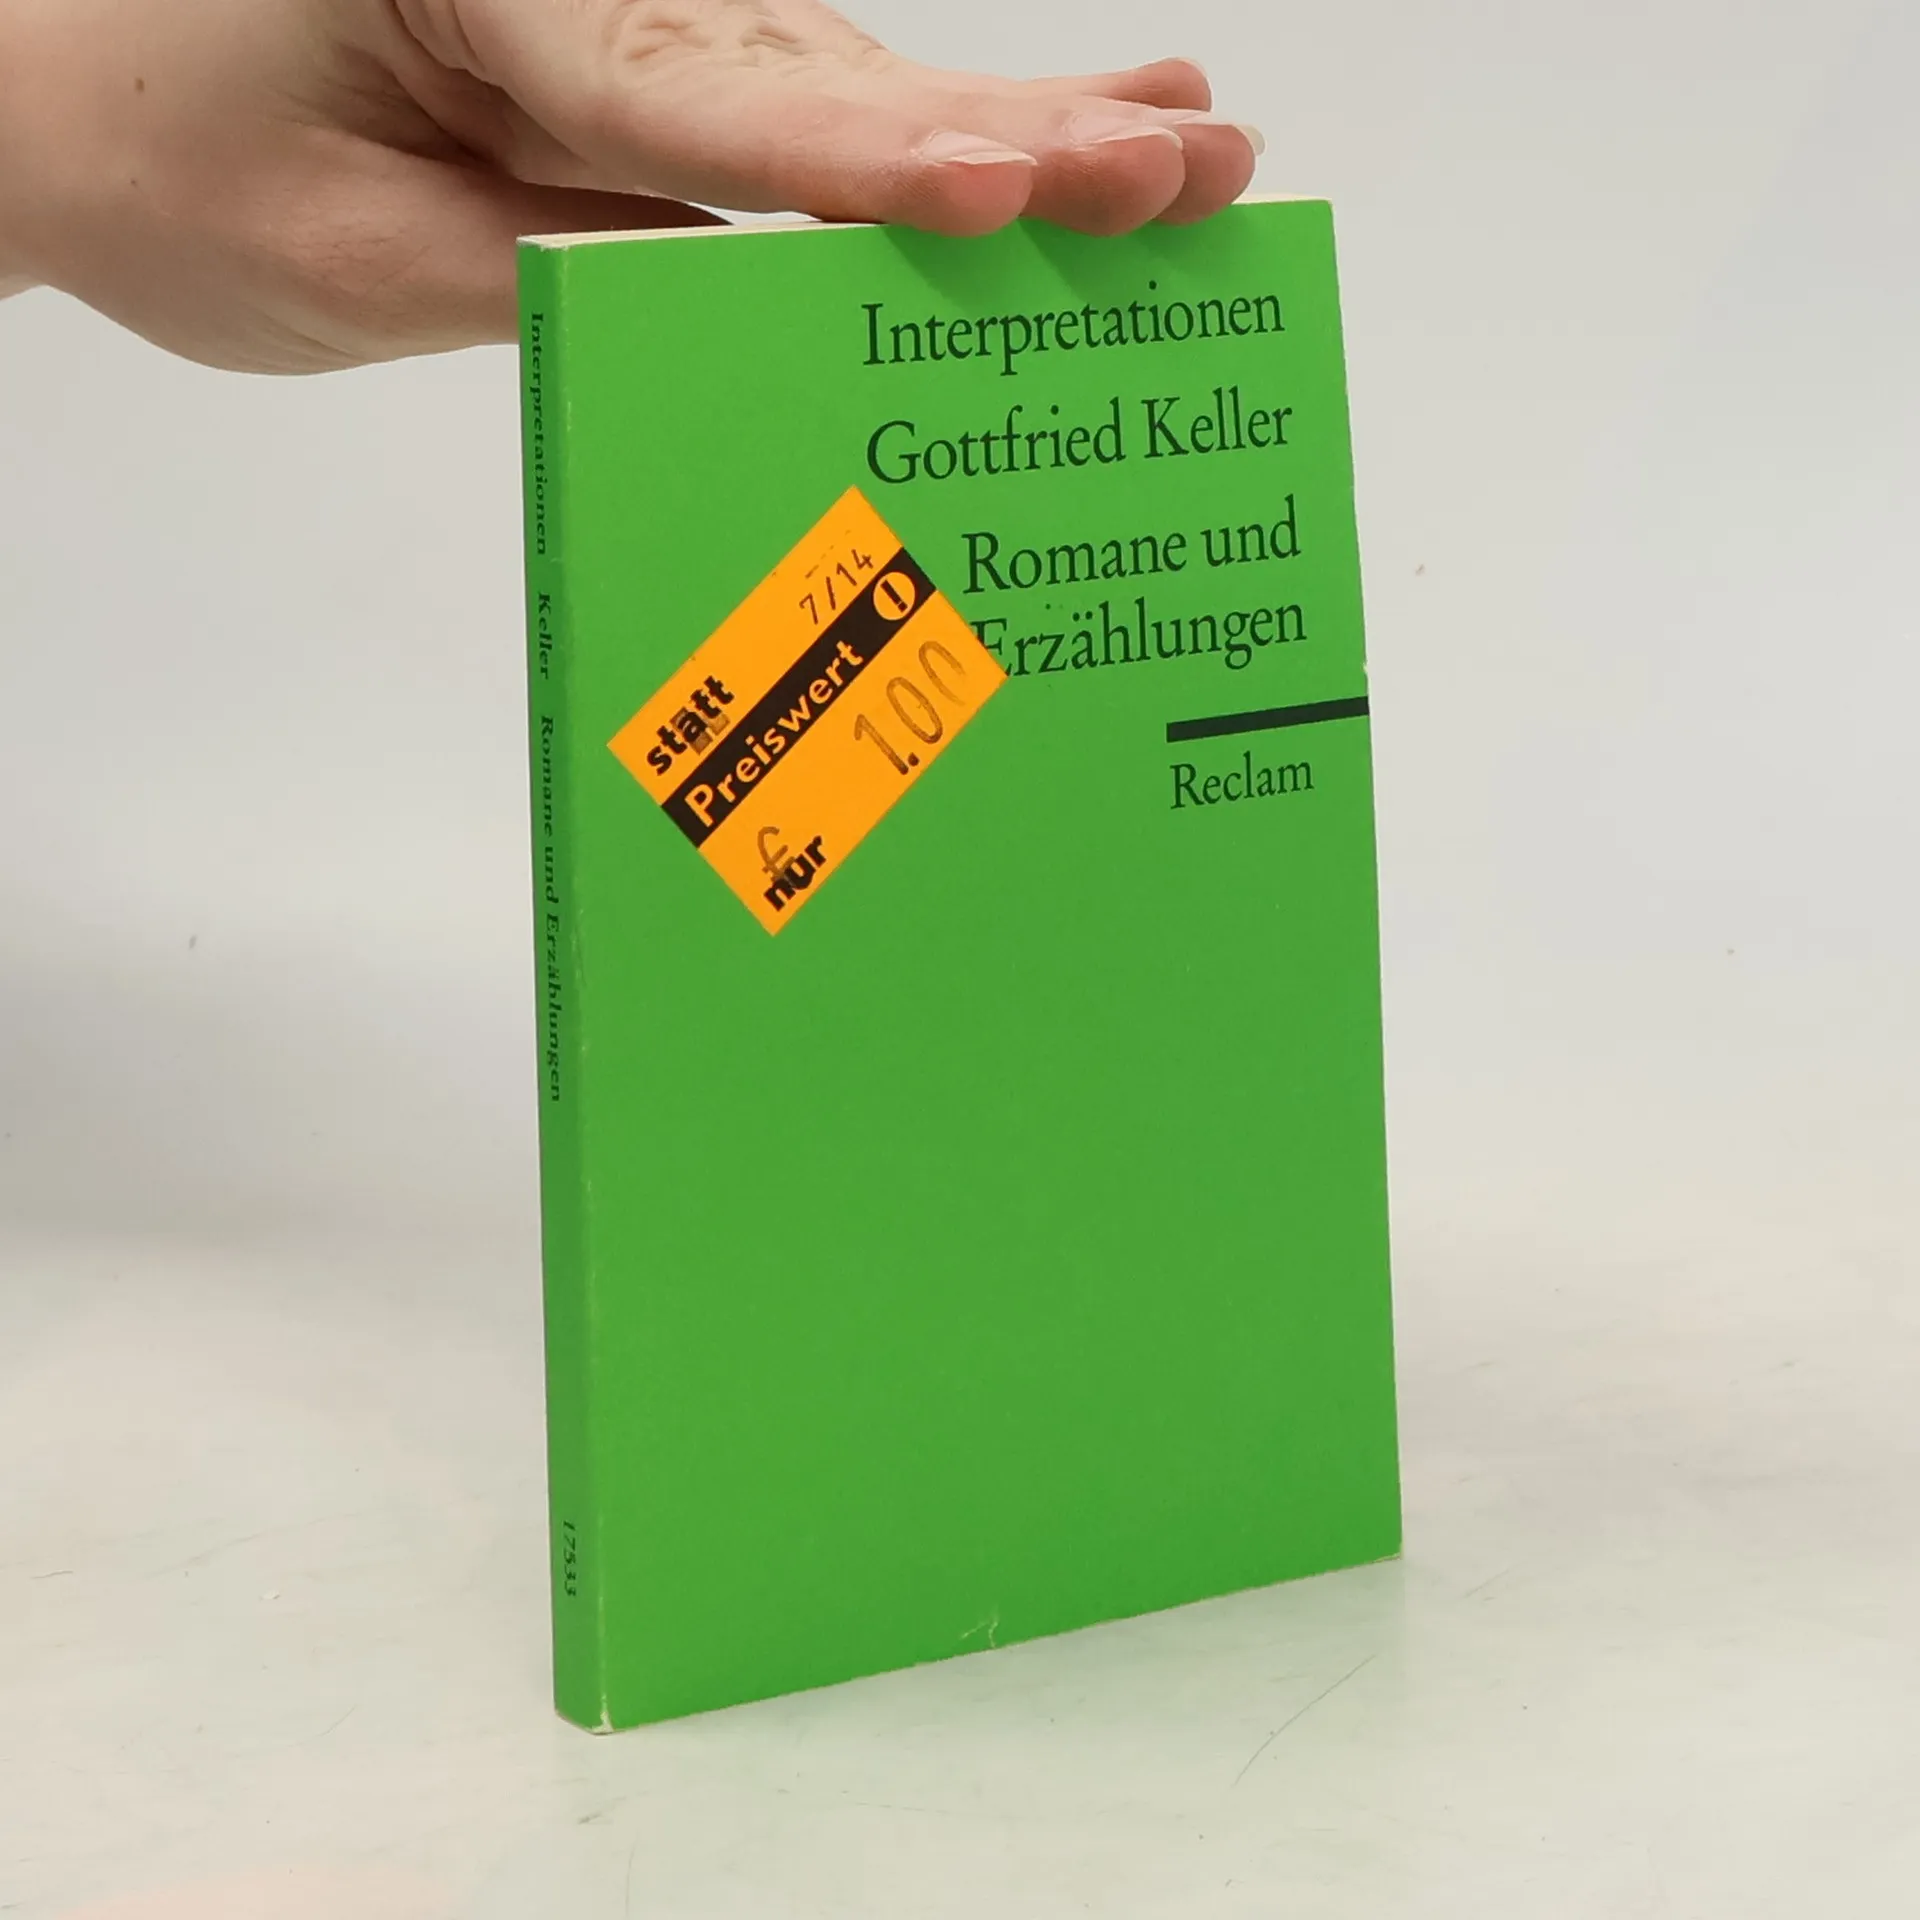 Interpretationen
Gottfried Keller
Romane und
Erzählungen
Reclam
7/14
statt
Preiswert !
1.00
£
nur
Interpretationen Keller Romane und Erzählungen
17533